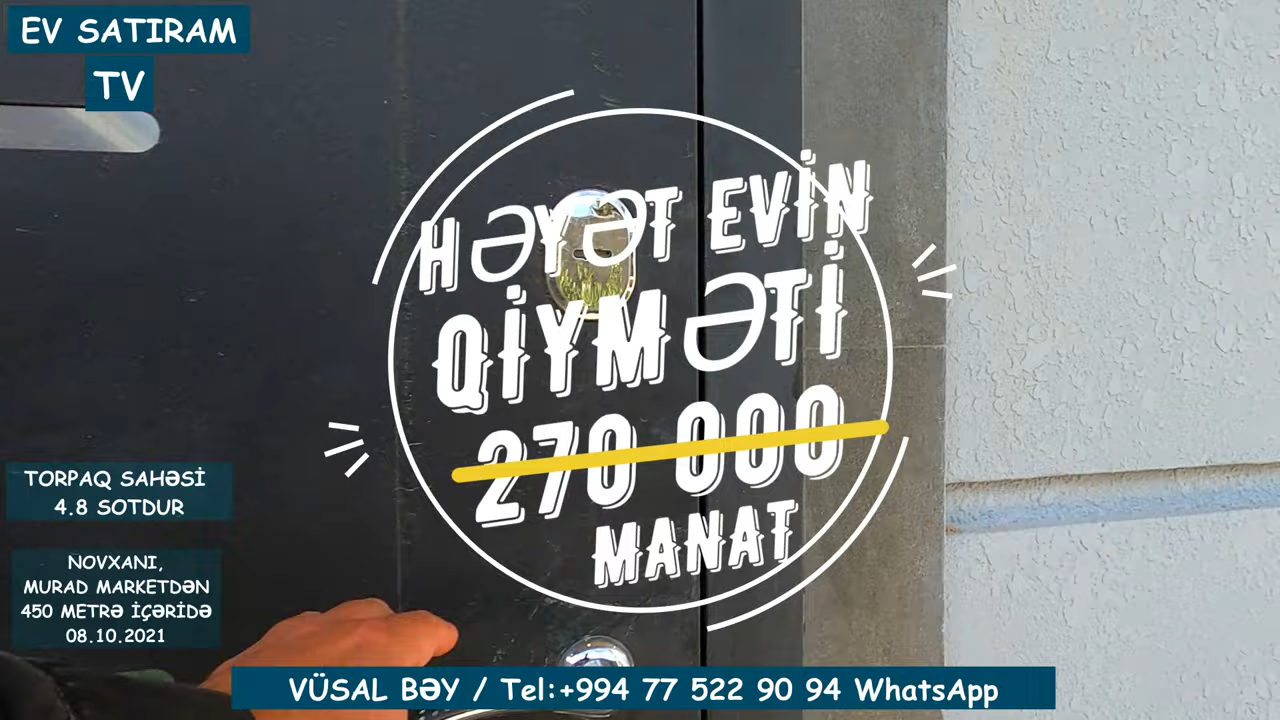 EV SATIRAM
TV
HƏYƏT EVİN
QİYMƏTİ
270 000
MANAT
TORPAQ SAHƏSİ
4.8 SOTDUR
NOVXANI,
MURAD MARKETDƏN
450 METRƏ İÇƏRİDƏ
08.10.2021
VÜSAL BƏY / Tel:+994 77 522 90 94 WhatsApp